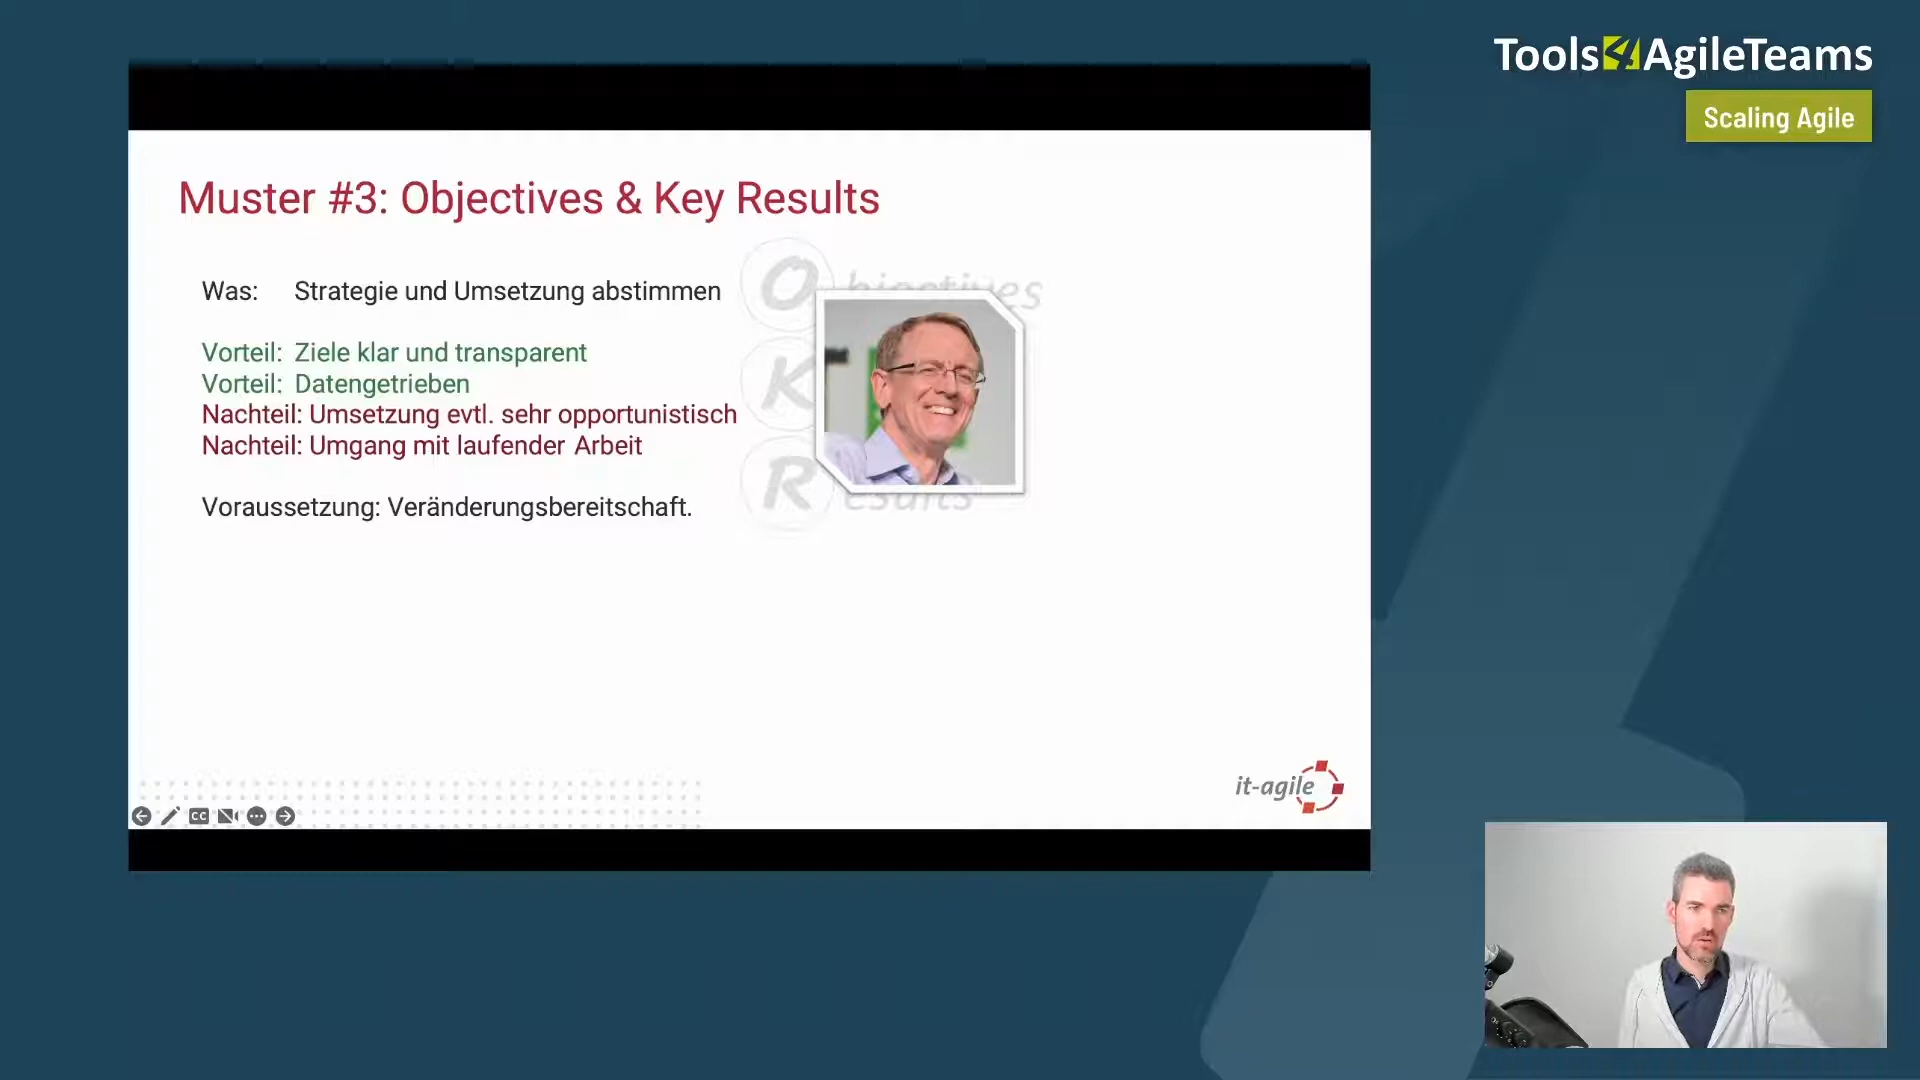 Tools4AgileTeams
Scaling Agile
Muster #3: Objectives & Key Results
Was: Strategie und Umsetzung abstimmen
Vorteil: Ziele klar und transparent
Vorteil: Datengetrieben
Nachteil: Umsetzung evtl. sehr opportunistisch
Nachteil: Umgang mit laufender Arbeit
Voraussetzung: Veränderungsbereitschaft.
O
K
R
it-agile
CC